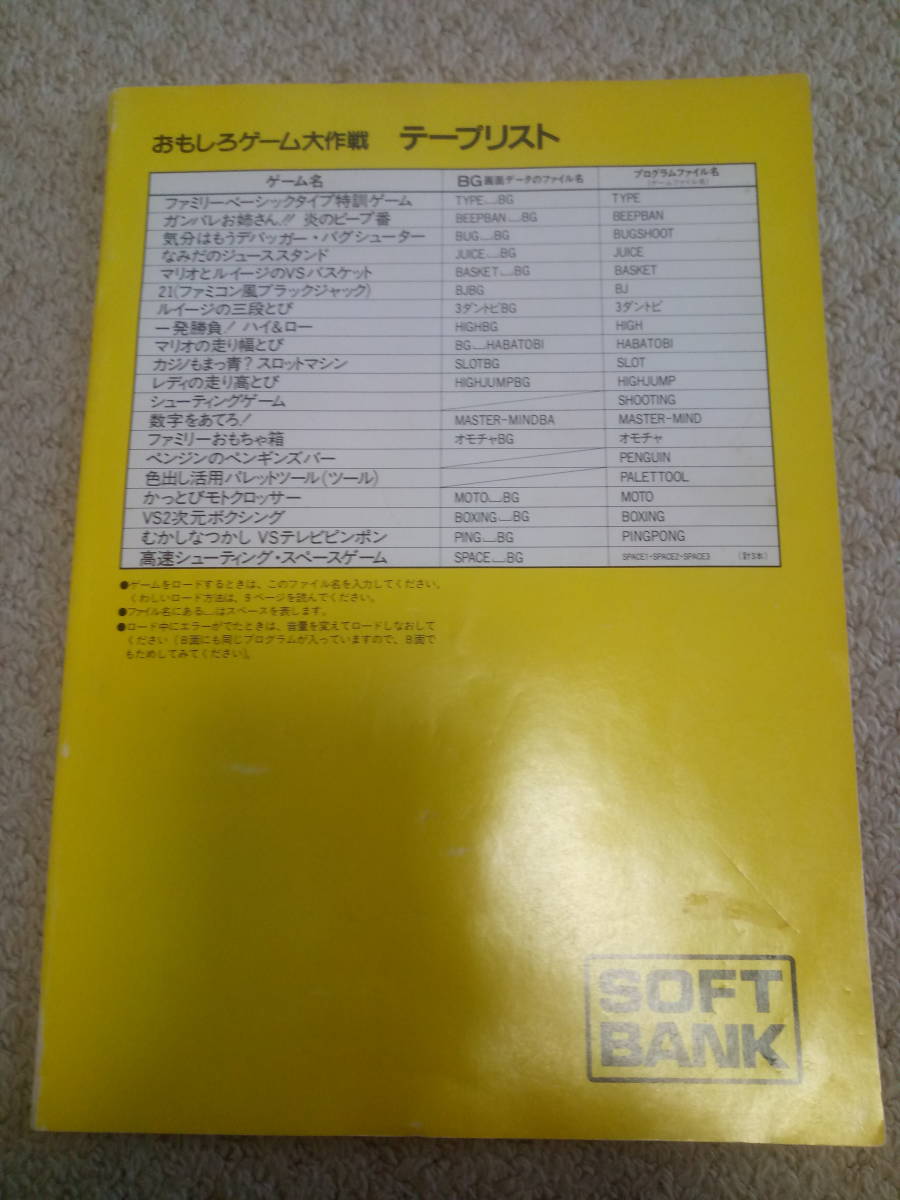 おもしろゲーム大作戦 テープリスト
ゲーム名 BG画面データのファイル名 プログラムファイル名
(ゲームファイル名)
ファミリーベーシックタイプ特訓ゲーム TYPE⎵BG TYPE
ガンバレお姉さん!! 炎のビープ番 BEEPBAN⎵BG BEEPBAN
気分はもうデバッガー・バグシューター BUG⎵BG BUGSHOOT
なみだのジューススタンド JUICE⎵BG JUICE
マリオとルイージのVSバスケット BASKET⎵BG BASKET
21(ファミコン風ブラックジャック) BJBG BJ
ルイージの三段とび 3ダントビBG 3ダントビ
一発勝負! ハイ&ロー HIGHBG HIGH
マリオの走り幅とび BG⎵HABATOBI HABATOBI
カジノもまっ青? スロットマシン SLOTBG SLOT
レディの走り高とび HIGHJUMPBG HIGHJUMP
シューティングゲーム SHOOTING
数字をあてろ! MASTER-MINDBA MASTER-MIND
ファミリーおもちゃ箱 オモチャBG オモチャ
ペンジンのペンギンズバー PENGUIN
色出し活用パレットツール(ツール) PALETTOOL
かっとびモトクロッサー MOTO⎵BG MOTO
VS2次元ボクシング BOXING⎵BG BOXING
むかしなつかし VSテレビピンポン PING⎵BG PINGPONG
高速シューティング・スペースゲーム SPACE⎵BG SPACE1・SPACE2・SPACE3 (計3本)
●ゲームをロードするときは、このファイル名を入力してください。
くわしいロード方法は、9ページを読んでください。
●ファイル名にある⎵はスペースを表します。
●ロード中にエラーがでたときは、音量を変えてロードしなおして
ください(B面にも同じプログラムが入っていますので、B面で
もためしてみてください)。
SOFT
BANK